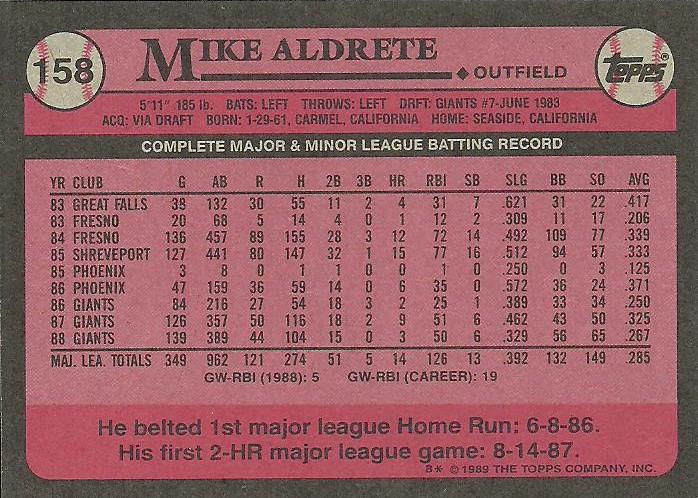 158
MIKE ALDRETE
OUTFIELD
TOPPS®
5'11" 185 lb. BATS: LEFT THROWS: LEFT DRFT: GIANTS #7-JUNE 1983
ACQ: VIA DRAFT BORN: 1-29-61, CARMEL, CALIFORNIA HOME: SEASIDE, CALIFORNIA
COMPLETE MAJOR & MINOR LEAGUE BATTING RECORD
YR CLUB G AB R H 2B 3B HR RBI SB SLG BB SO AVG
83 GREAT FALLS 38 132 30 55 11 2 4 31 7 .621 31 22 .417
83 FRESNO 20 68 5 14 4 0 1 12 2 .309 11 17 .206
84 FRESNO 136 457 89 155 28 3 12 72 14 .492 109 77 .339
85 SHREVEPORT 127 441 80 147 32 1 15 77 16 .512 94 57 .333
85 PHOENIX 3 8 0 1 1 0 0 1 0 .250 0 3 .125
86 PHOENIX 47 159 36 59 14 0 6 35 0 .572 36 24 .371
86 GIANTS 84 216 27 54 18 3 2 25 1 .389 33 34 .250
87 GIANTS 126 357 50 116 18 2 9 51 6 .462 43 50 .325
88 GIANTS 139 389 44 104 15 0 3 50 6 .329 56 65 .267
MAJ. LEA. TOTALS 349 962 121 274 51 5 14 126 13 .392 132 149 .285
GW-RBI (1988): 5 GW-RBI (CAREER): 19
He belted 1st major league Home Run: 6-8-86.
His first 2-HR major league game: 8-14-87.
B* © 1989 THE TOPPS COMPANY, INC.